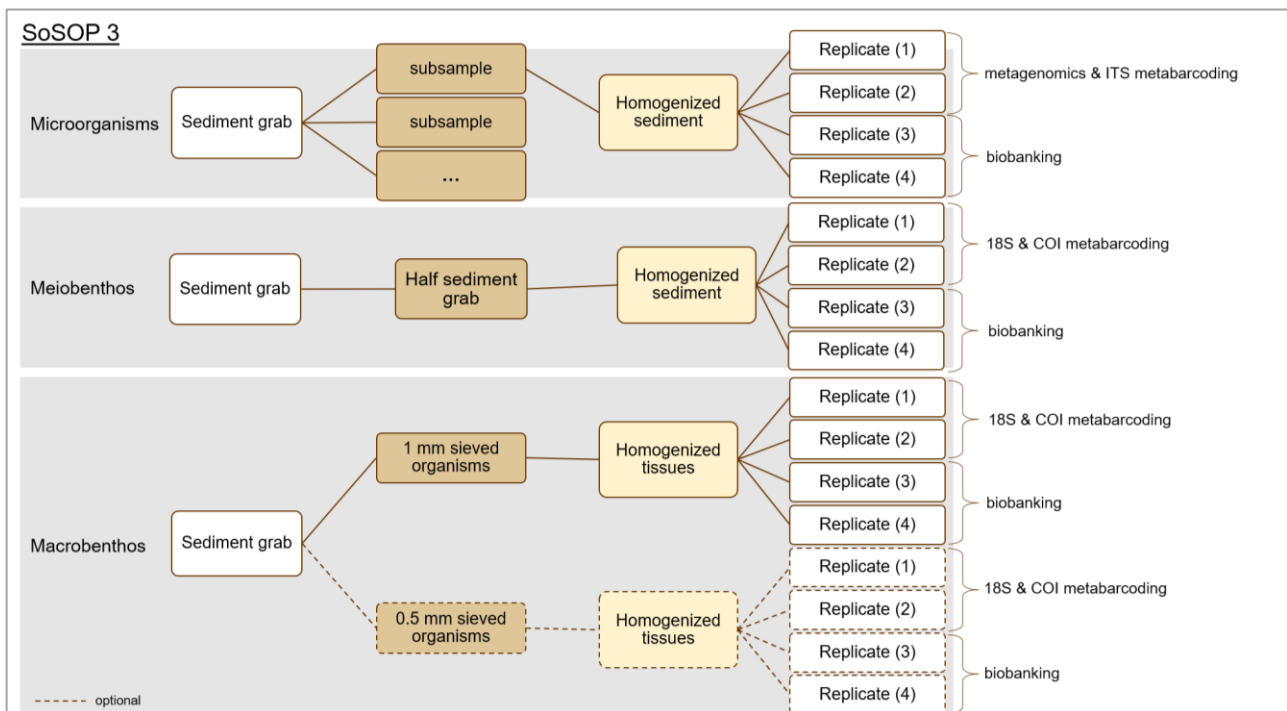 SoSOP 3
Microorganisms
Sediment grab
subsample
subsample
...
Homogenized
sediment
Replicate (1)
Replicate (2)
Replicate (3)
Replicate (4)
metagenomics & ITS metabarcoding
biobanking
Meiobenthos
Sediment grab
Half sediment
grab
Homogenized
sediment
Replicate (1)
Replicate (2)
Replicate (3)
Replicate (4)
18S & COI metabarcoding
biobanking
Macrobenthos
Sediment grab
1 mm sieved
organisms
Homogenized
tissues
Replicate (1)
Replicate (2)
Replicate (3)
Replicate (4)
18S & COI metabarcoding
biobanking
0.5 mm sieved
organisms
Homogenized
tissues
Replicate (1)
Replicate (2)
Replicate (3)
Replicate (4)
18S & COI metabarcoding
biobanking
optional